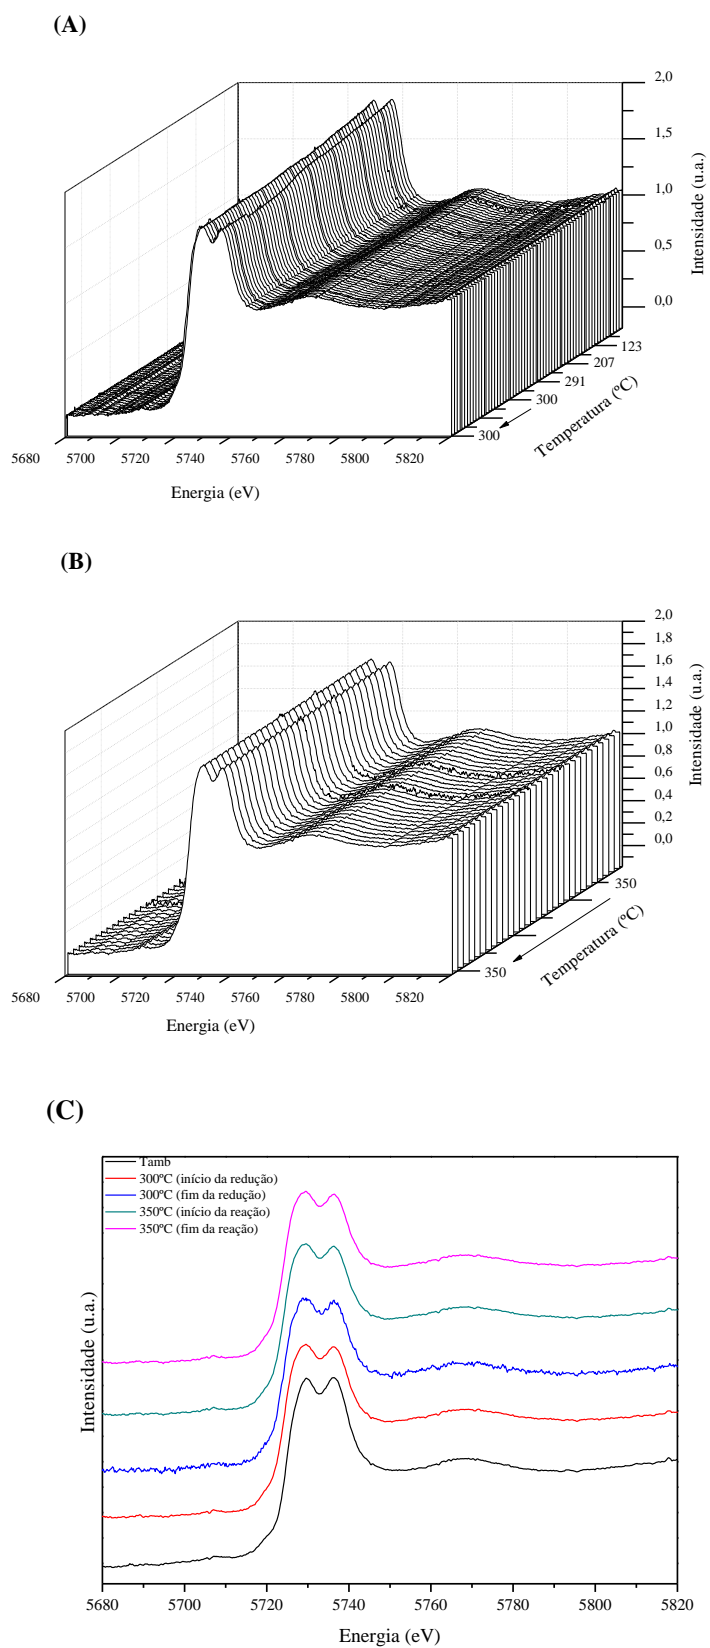 (A)
2,0
1,5
1,0
0,5
0,0
Intensidade (u.a.)
123
207
291
300
300
Temperatura (ºC)
5680 5700 5720 5740 5760 5780 5800 5820
Energia (eV)
(B)
2,0
1,8
1,6
1,4
1,2
1,0
0,8
0,6
0,4
0,2
0,0
Intensidade (u.a.)
350
350
Temperatura (ºC)
5680 5700 5720 5740 5760 5780 5800 5820
Energia (eV)
(C)
Tamb
300ºC (início da redução)
300ºC (fim da redução)
350ºC (início da reação)
350ºC (fim da reação)
Intensidade (u.a.)
5680 5700 5720 5740 5760 5780 5800 5820
Energia (eV)